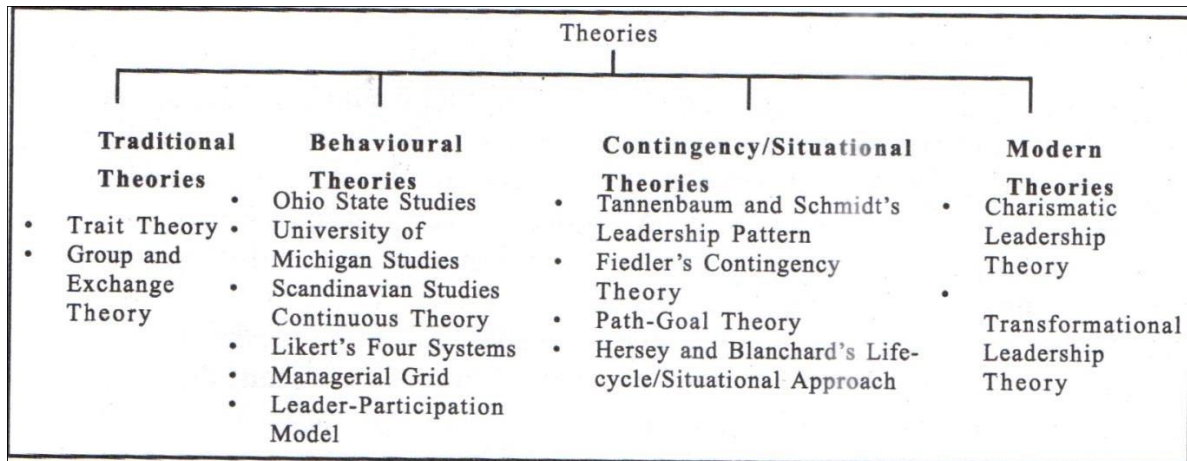 Theories
Traditional
Theories
• Trait Theory
• Group and
Exchange
Theory
Behavioural
Theories
• Ohio State Studies
• University of
Michigan Studies
• Scandinavian Studies
Continuous Theory
• Likert's Four Systems
• Managerial Grid
• Leader-Participation
Model
Contingency/Situational
Theories
• Tannenbaum and Schmidt's
Leadership Pattern
• Fiedler's Contingency
Theory
• Path-Goal Theory
• Hersey and Blanchard's Life-
cycle/Situational Approach
Modern
Theories
• Charismatic
Leadership
Theory
•
Transformational
Leadership
Theory